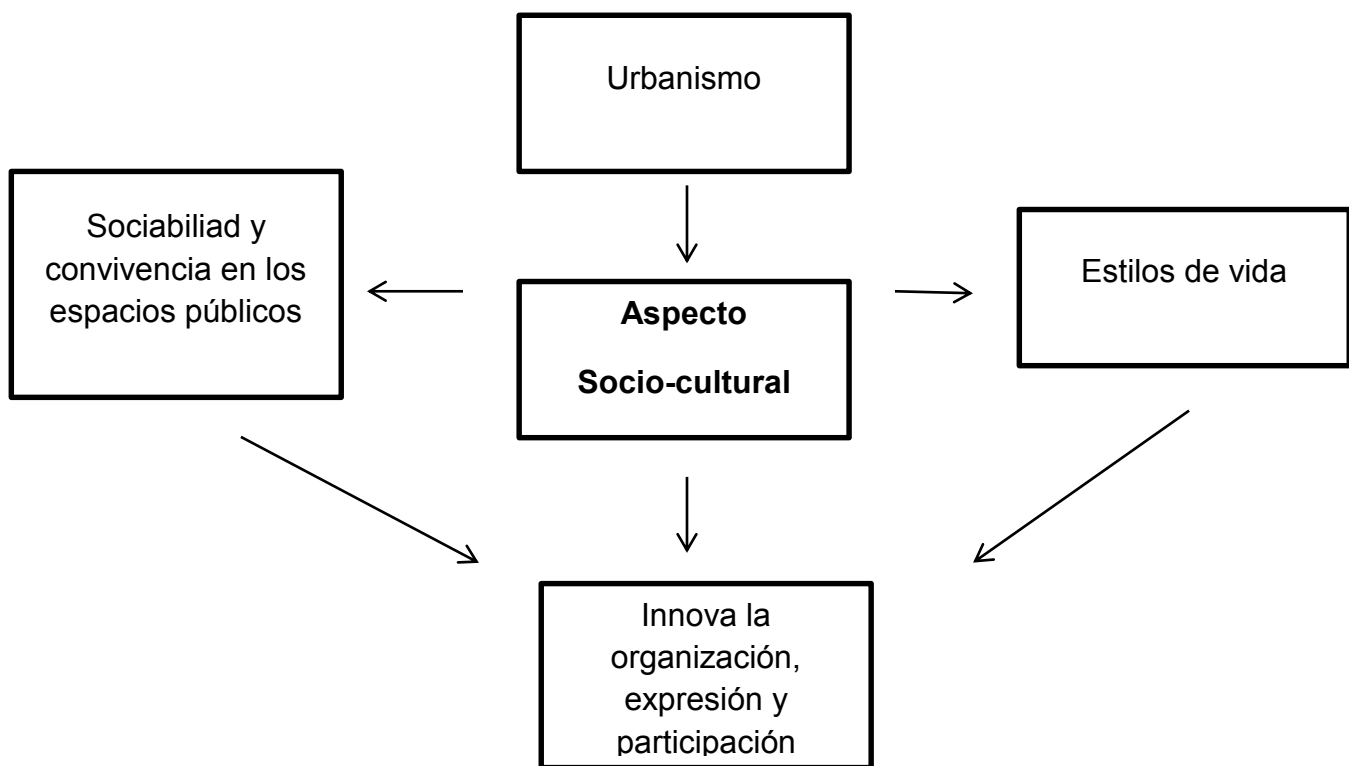 Urbanismo
Sociabiliad y
convivencia en los
espacios públicos
Aspecto
Socio-cultural
Estilos de vida
Innova la
organización,
expresión y
participación